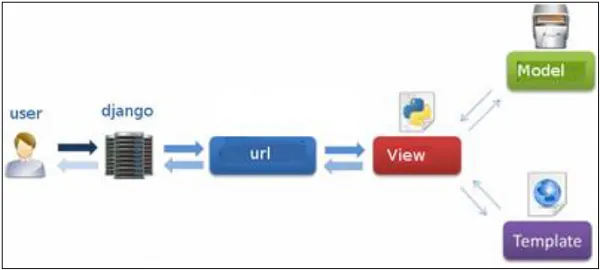 user
django
url
View
Model
Template